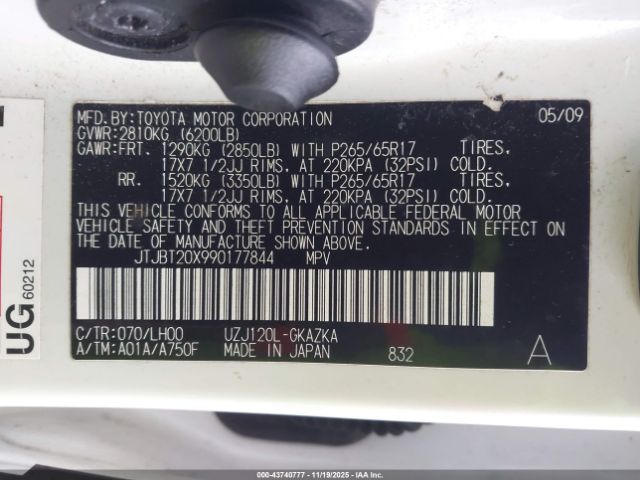 MFD.BY:TOYOTA MOTOR CORPORATION 05/09
GVWR:2810KG (6200LB)
GAWR:FRT. 1290KG (2850LB) WITH P265/65R17 TIRES,
17X7 1/2JJ RIMS, AT 220KPA (32PSI) COLD.
RR. 1520KG (3350LB) WITH P265/65R17 TIRES,
17X7 1/2JJ RIMS, AT 220KPA (32PSI) COLD.
THIS VEHICLE CONFORMS TO ALL APPLICABLE FEDERAL MOTOR
VEHICLE SAFETY AND THEFT PREVENTION STANDARDS IN EFFECT ON
THE DATE OF MANUFACTURE SHOWN ABOVE.
JTJBT20X990177844 MPV
C/TR:070/LH00 UZJ120L-GKAZKA
A/TM:A01A/A750F MADE IN JAPAN 832 A
UG 60212
000-43740777 - 11/19/2025 - IAAI.COM